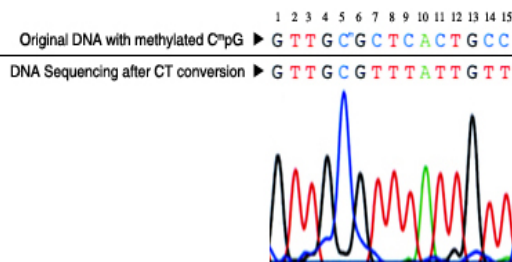 1 2 3 4 5 6 7 8 9 10 11 12 13 14 15
Original DNA with methylated CᵐpG ▶ G T T G CᵐG C T C A C T G C C
DNA Sequencing after CT conversion ▶ G T T G C G T T T A T T G T T